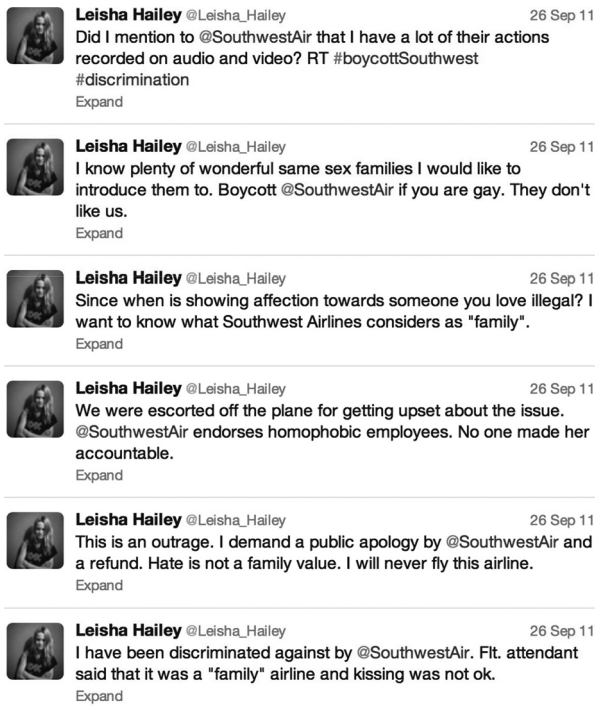 Leisha Hailey @Leisha_Hailey 26 Sep 11
Did I mention to @SouthwestAir that I have a lot of their actions
recorded on audio and video? RT #boycottSouthwest
#discrimination
Expand
Leisha Hailey @Leisha_Hailey 26 Sep 11
I know plenty of wonderful same sex families I would like to
introduce them to. Boycott @SouthwestAir if you are gay. They don't
like us.
Expand
Leisha Hailey @Leisha_Hailey 26 Sep 11
Since when is showing affection towards someone you love illegal? I
want to know what Southwest Airlines considers as "family".
Expand
Leisha Hailey @Leisha_Hailey 26 Sep 11
We were escorted off the plane for getting upset about the issue.
@SouthwestAir endorses homophobic employees. No one made her
accountable.
Expand
Leisha Hailey @Leisha_Hailey 26 Sep 11
This is an outrage. I demand a public apology by @SouthwestAir and
a refund. Hate is not a family value. I will never fly this airline.
Expand
Leisha Hailey @Leisha_Hailey 26 Sep 11
I have been discriminated against by @SouthwestAir. Flt. attendant
said that it was a "family" airline and kissing was not ok.
Expand